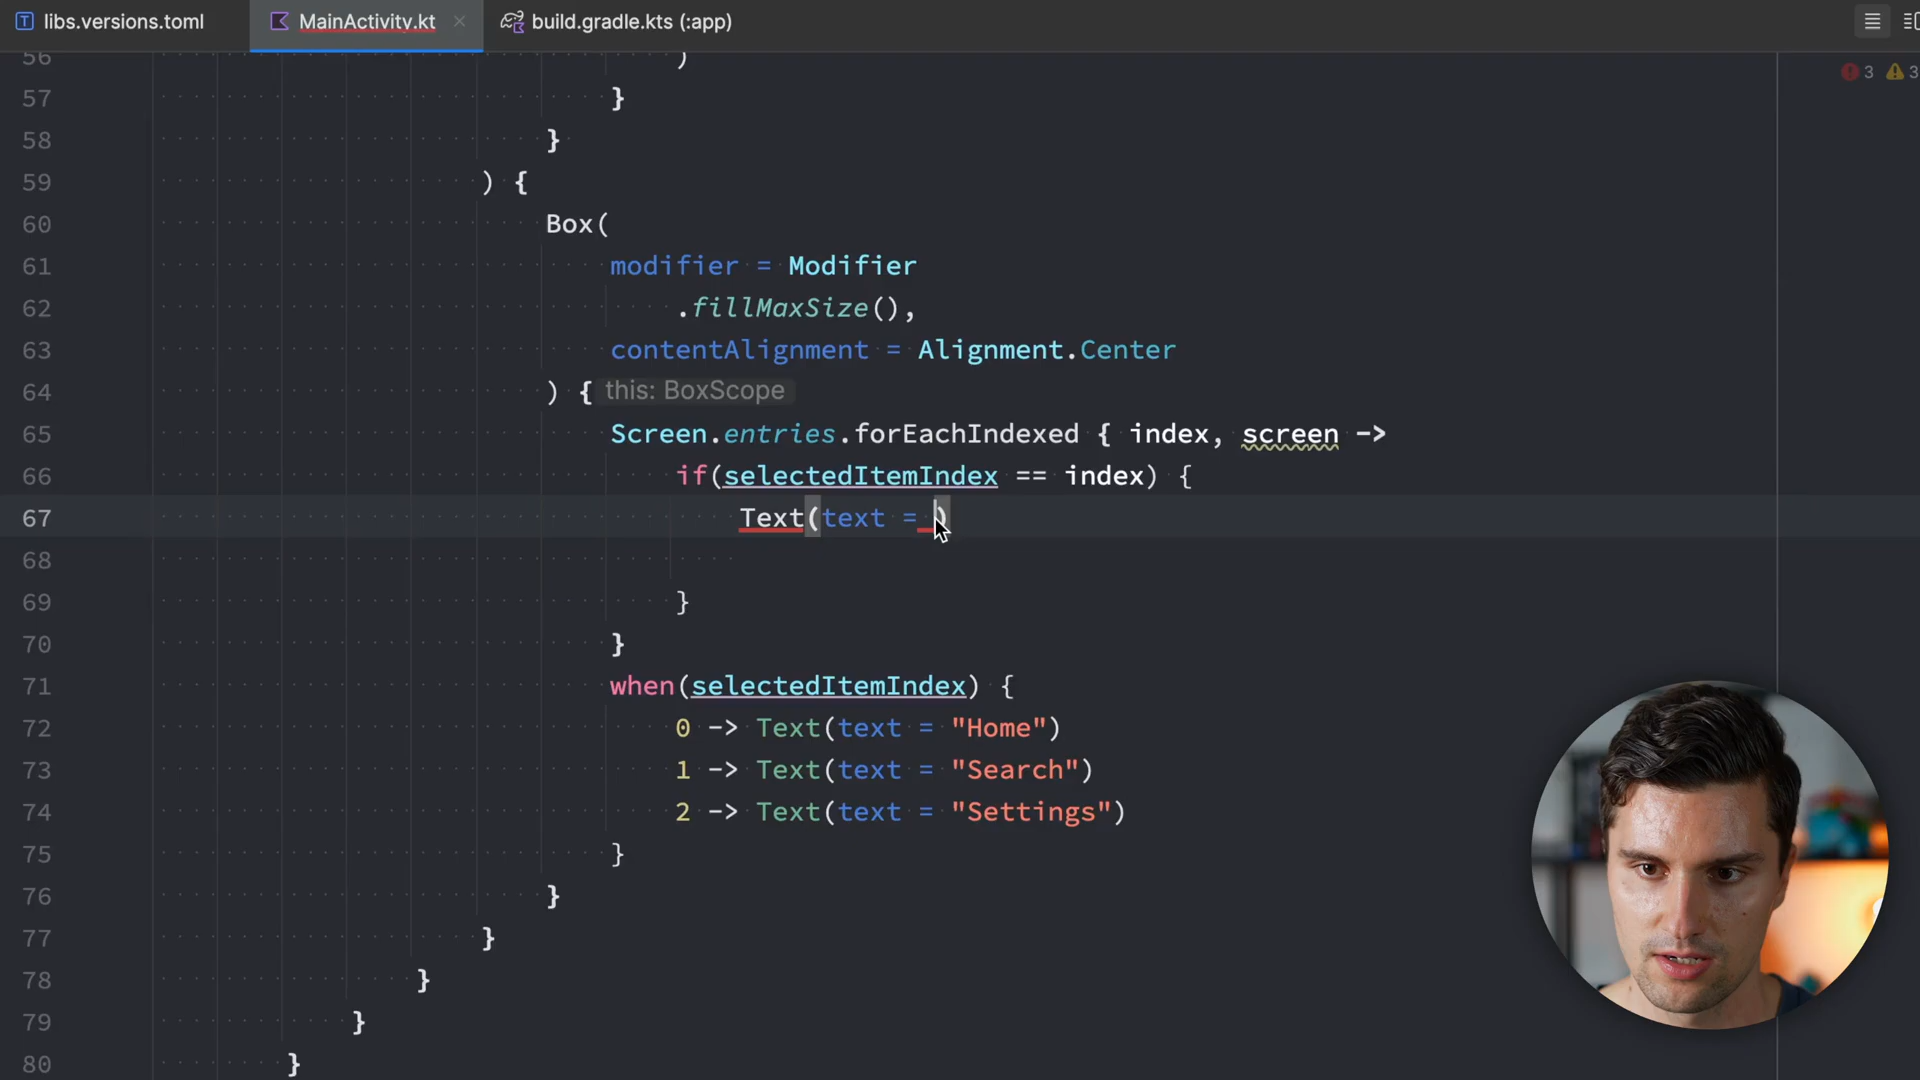 libs.versions.toml
MainActivity.kt
build.gradle.kts (:app)
3
3
56 )
57 }
58 }
59 ) {
60 Box(
61 modifier = Modifier
62 .fillMaxSize(),
63 contentAlignment = Alignment.Center
64 ) { this: BoxScope
65 Screen.entries.forEachIndexed { index, screen ->
66 if(selectedItemIndex == index) {
67 Text(text = )
68
69 }
70 }
71 when(selectedItemIndex) {
72 0 -> Text(text = "Home")
73 1 -> Text(text = "Search")
74 2 -> Text(text = "Settings")
75 }
76 }
77 }
78 }
79 }
80 }